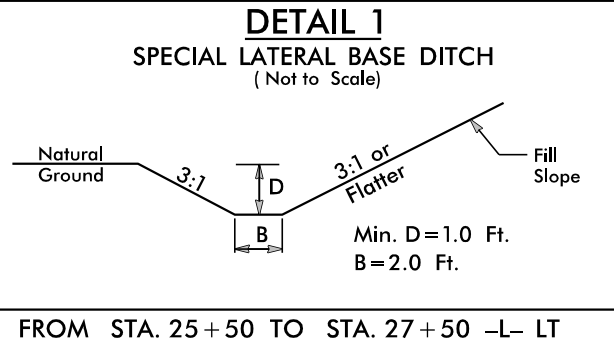 DETAIL 1
SPECIAL LATERAL BASE DITCH
( Not to Scale)
Natural
Ground
3:1
D
3:1 or
Flatter
Fill
Slope
B
Min. D=1.0 Ft.
B=2.0 Ft.
FROM STA. 25+50 TO STA. 27+50 -L- LT